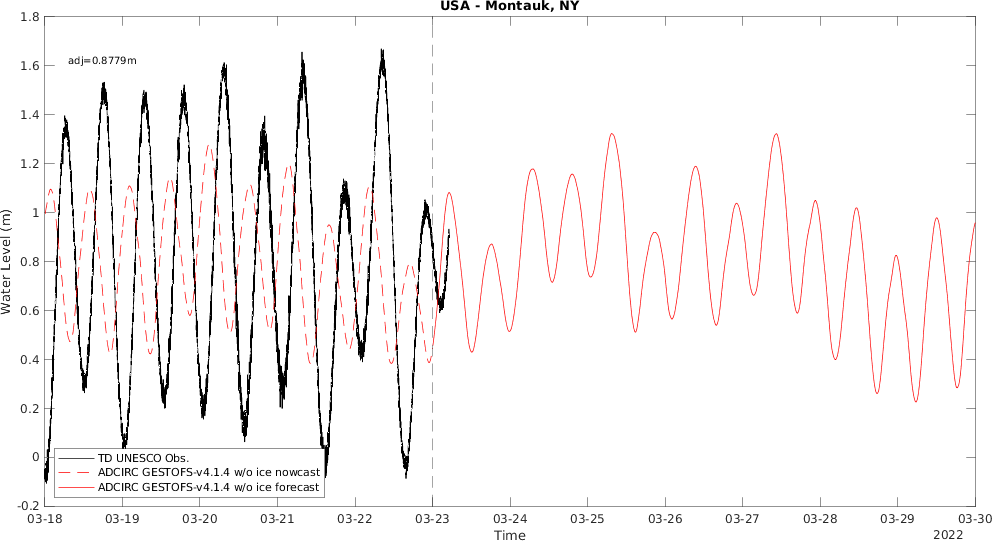 USA - Montauk, NY
adj=0.8779m
Water Level (m)
1.8
1.6
1.4
1.2
1
0.8
0.6
0.4
0.2
0
-0.2
TD UNESCO Obs.
ADCIRC GESTOFS-v4.1.4 w/o ice nowcast
ADCIRC GESTOFS-v4.1.4 w/o ice forecast
03-18 03-19 03-20 03-21 03-22 03-23 03-24 03-25 03-26 03-27 03-28 03-29 03-30
Time
2022